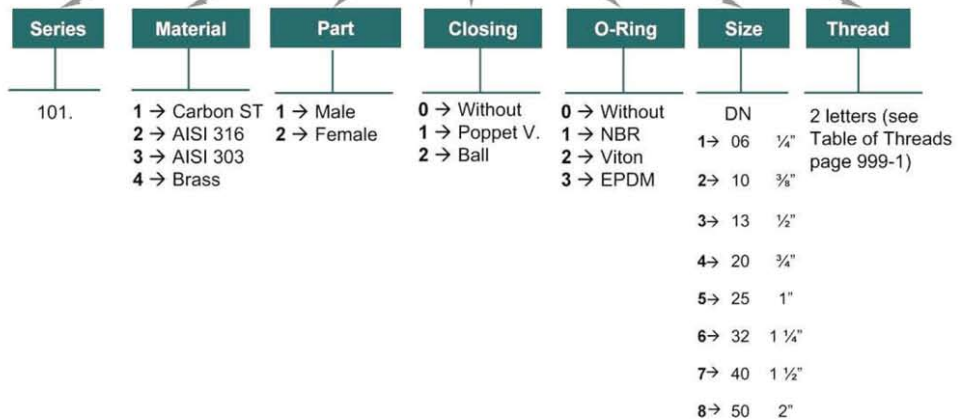 Series Material Part Closing O-Ring Size Thread
101.
1 → Carbon ST
2 → AISI 316
3 → AISI 303
4 → Brass
1 → Male
2 → Female
0 → Without
1 → Poppet V.
2 → Ball
0 → Without
1 → NBR
2 → Viton
3 → EPDM
DN
1→ 06 ¼”
2→ 10 ⅜”
3→ 13 ½”
4→ 20 ¾”
5→ 25 1”
6→ 32 1 ¼”
7→ 40 1 ½”
8→ 50 2”
2 letters (see
Table of Threads
page 999-1)